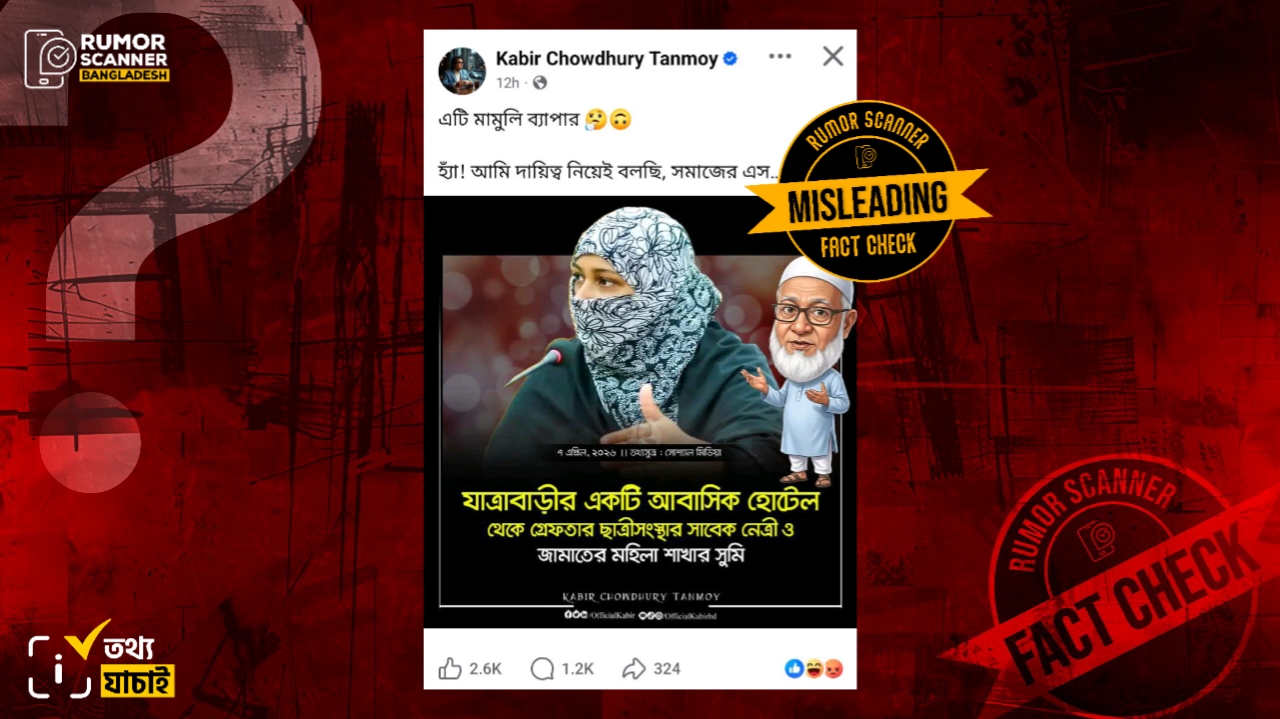 RUMOR
SCANNER
BANGLADESH
Kabir Chowdhury Tanmoy
12h
এটি মামুলি ব্যাপার 🤔🙃
হ্যাঁ! আমি দায়িত্ব নিয়েই বলছি, সমাজের এস..
RUMOR SCANNER
MISLEADING
FACT CHECK
৭ এপ্রিল, ২০২৬ ।। তথ্যসুত্র : সোশ্যাল মিডিয়া
যাত্রাবাড়ীর একটি আবাসিক হোটেল
থেকে গ্রেফতার ছাত্রীসংস্থার সাবেক নেত্রী ও
জামাতের মহিলা শাখার সুমি
KABIR CHOWDHURY TANMOY
/OfficialKabir /OfficialKabirbd
2.6K 1.2K 324
RUMOR SCANNER
FACT CHECK
তথ্য
যাচাই